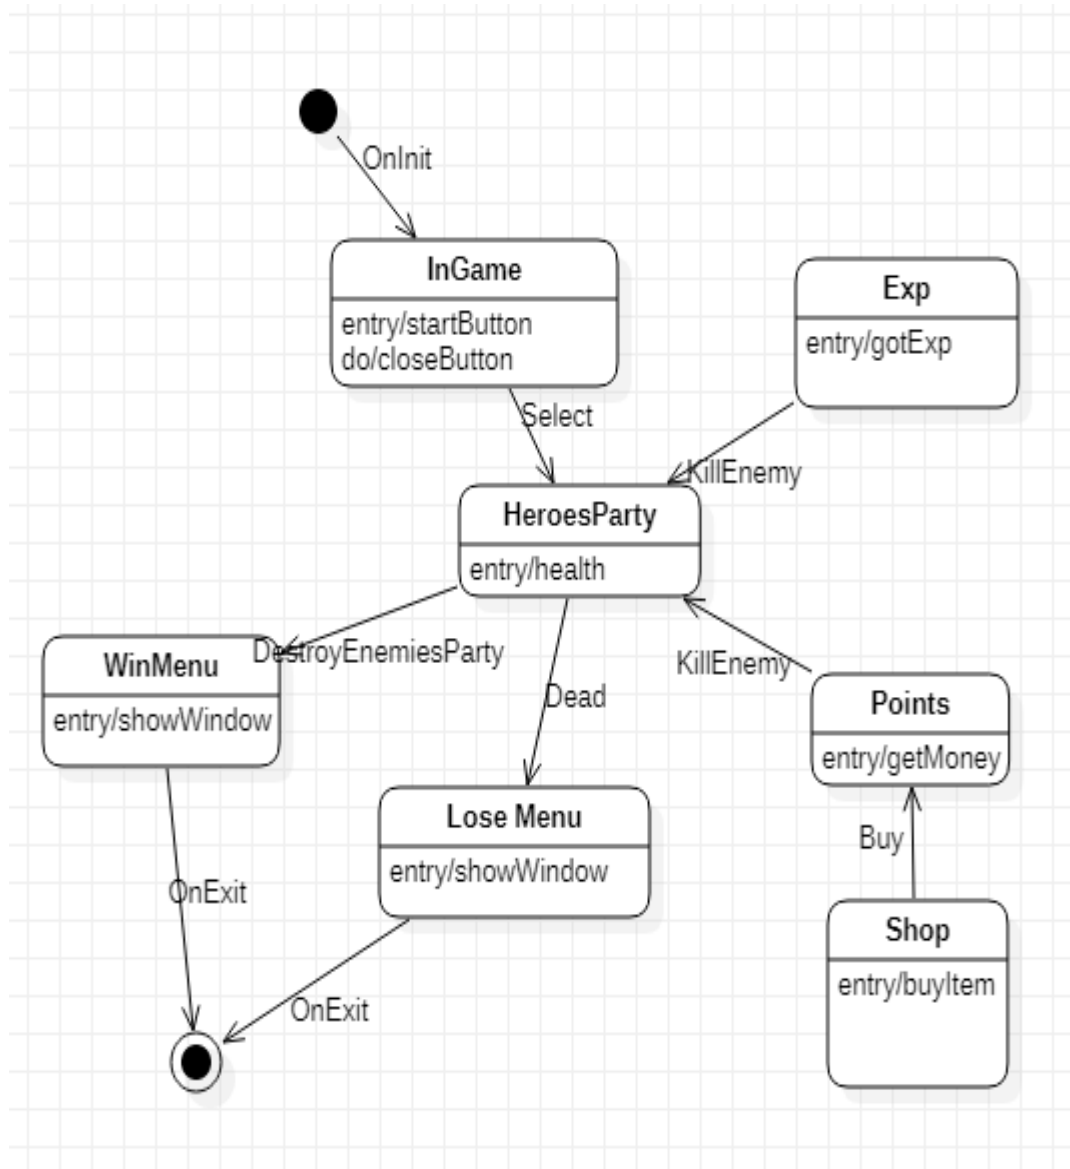 OnInit
InGame
entry/startButton
do/closeButton
Exp
entry/gotExp
Select
KillEnemy
HeroesParty
entry/health
DestroyEnemiesParty
WinMenu
entry/showWindow
Dead
KillEnemy
Points
entry/getMoney
Lose Menu
entry/showWindow
Buy
OnExit
Shop
entry/buyItem
OnExit